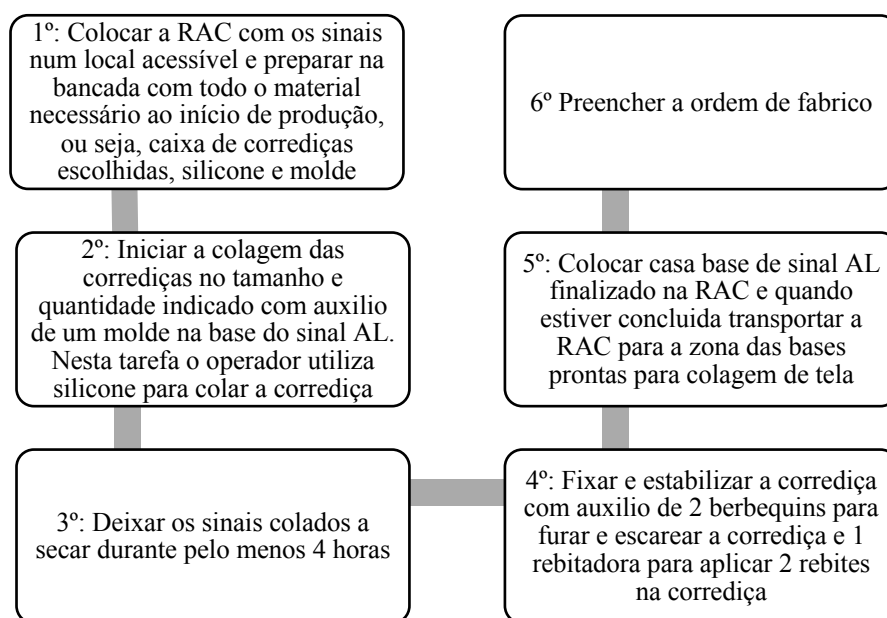 1º: Colocar a RAC com os sinais
num local acessível e preparar na
bancada com todo o material
necessário ao início de produção,
ou seja, caixa de corrediças
escolhidas, silicone e molde
2º: Iniciar a colagem das
corrediças no tamanho e
quantidade indicado com auxilio
de um molde na base do sinal AL.
Nesta tarefa o operador utiliza
silicone para colar a corrediça
3º: Deixar os sinais colados a
secar durante pelo menos 4 horas
4º: Fixar e estabilizar a corrediça
com auxilio de 2 berbequins para
furar e escarear a corrediça e 1
rebitadora para aplicar 2 rebites
na corrediça
5º: Colocar casa base de sinal AL
finalizado na RAC e quando
estiver concluida transportar a
RAC para a zona das bases
prontas para colagem de tela
6º Preencher a ordem de fabrico